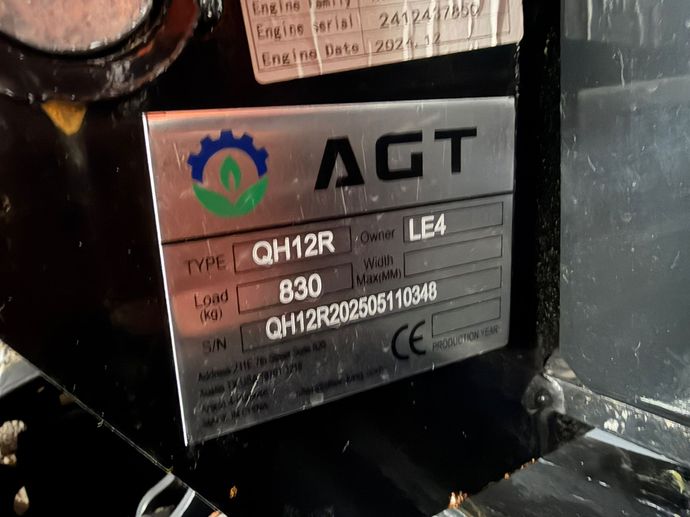 Engine family
Engine serial 2412437850
Engine Date 2024.12
AGT
TYPE QH12R Owner LE4
Load (kg) 830 Width Max(MM)
S/N QH12R202505110348
CE PRODUCTION YEAR
Address